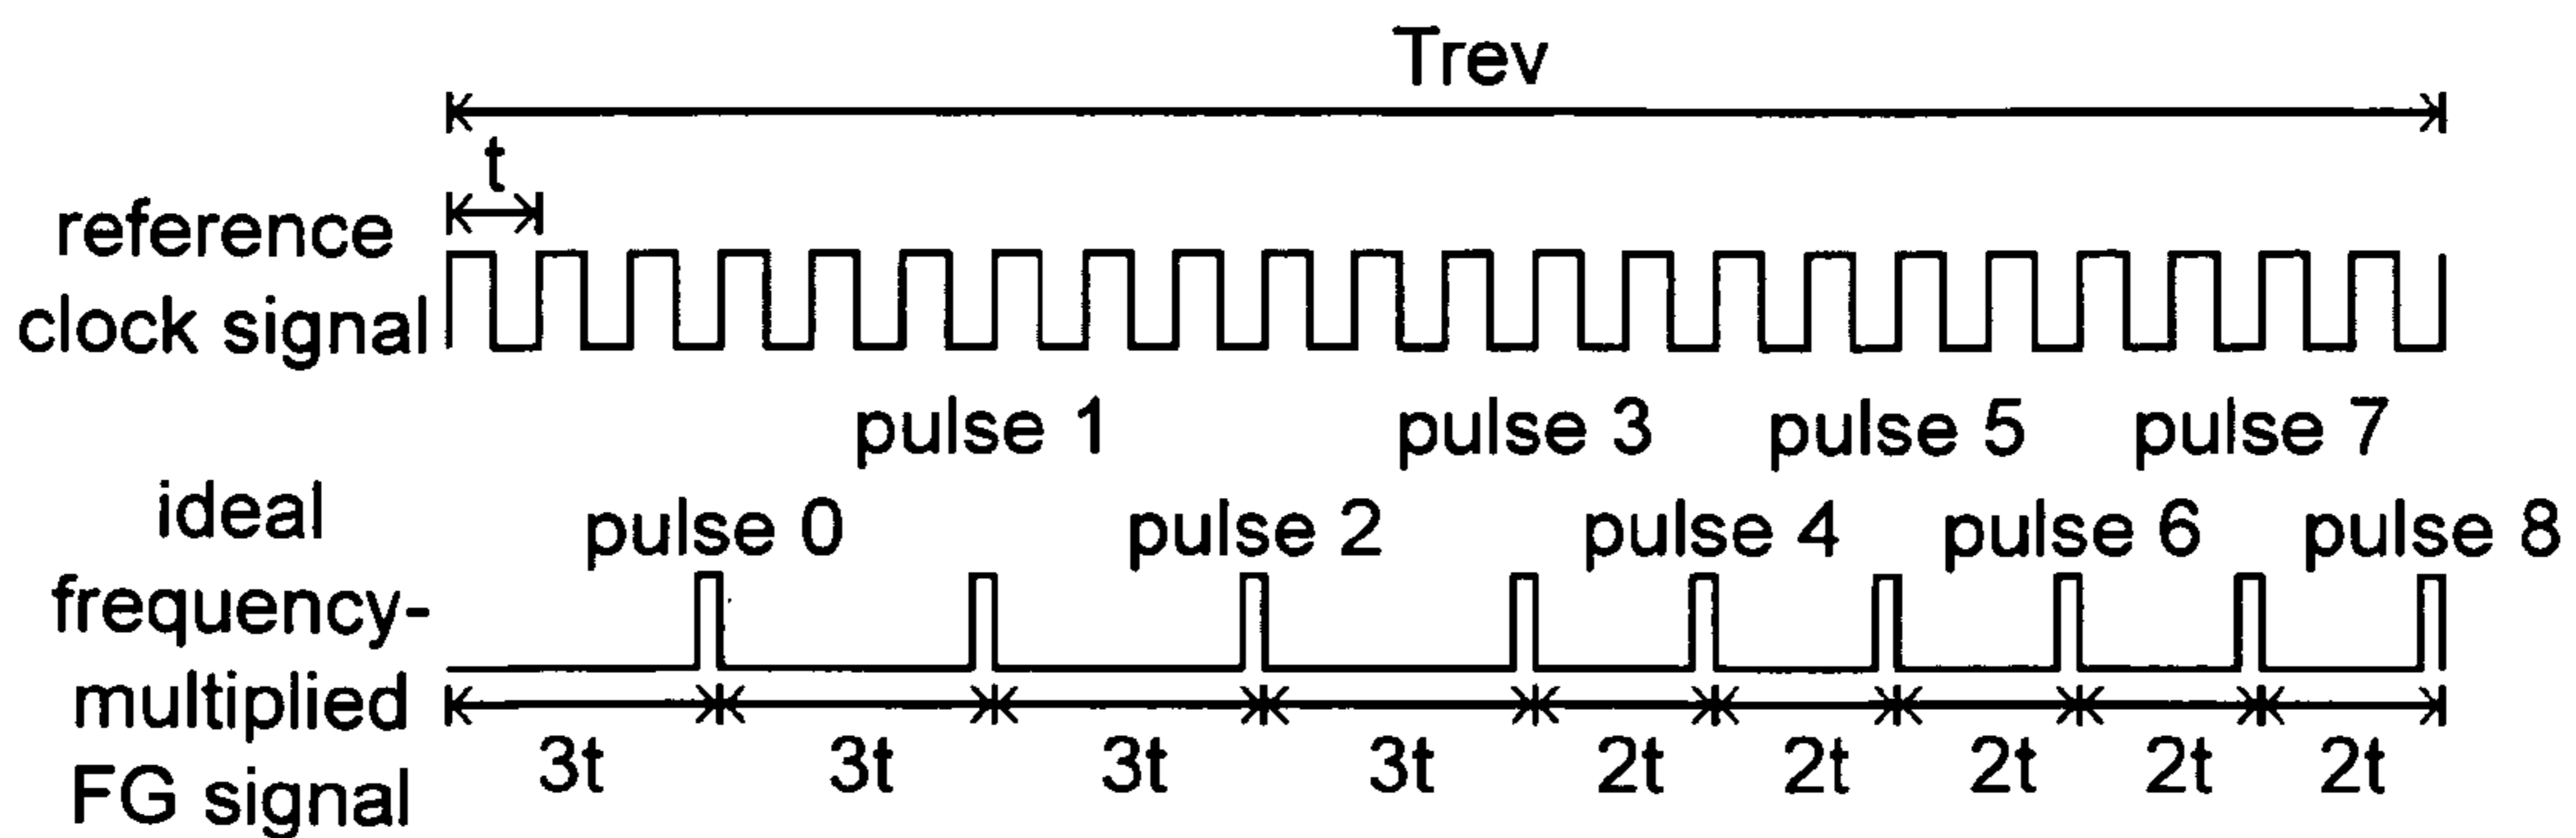 Trev
t
reference
clock signal
pulse 1 pulse 3 pulse 5 pulse 7
ideal
frequency-
multiplied
FG signal
pulse 0 pulse 2 pulse 4 pulse 6 pulse 8
3t 3t 3t 3t 2t 2t 2t 2t 2t